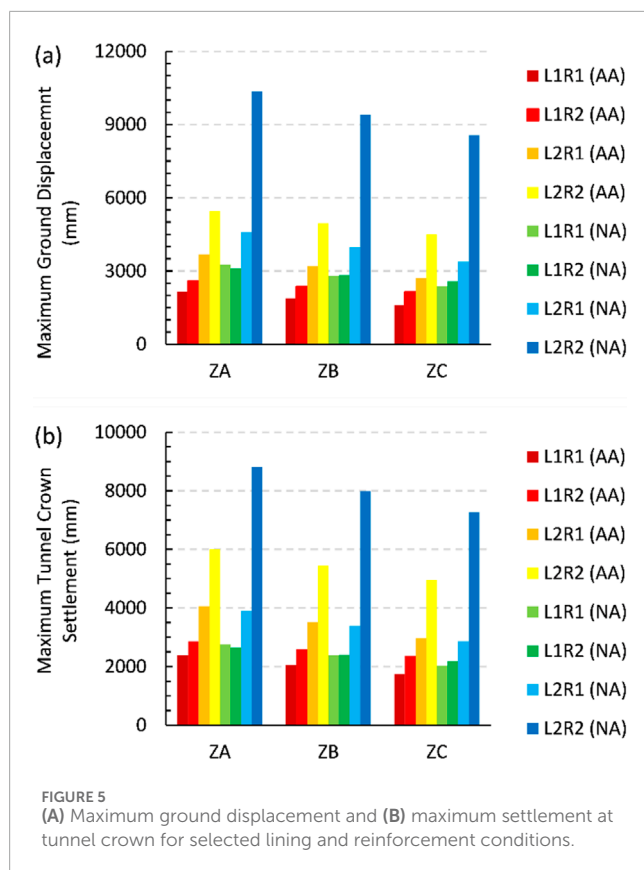 (a)
Maximum Ground Displaceemnt
(mm)
12000
9000
6000
3000
0
ZA
ZB
ZC
L1R1 (AA)
L1R2 (AA)
L2R1 (AA)
L2R2 (AA)
L1R1 (NA)
L1R2 (NA)
L2R1 (NA)
L2R2 (NA)
(b)
Maximum Tunnel Crown
Settlement (mm)
10000
8000
6000
4000
2000
0
ZA
ZB
ZC
L1R1 (AA)
L1R2 (AA)
L2R1 (AA)
L2R2 (AA)
L1R1 (NA)
L1R2 (NA)
L2R1 (NA)
L2R2 (NA)
FIGURE 5
(A) Maximum ground displacement and (B) maximum settlement at
tunnel crown for selected lining and reinforcement conditions.